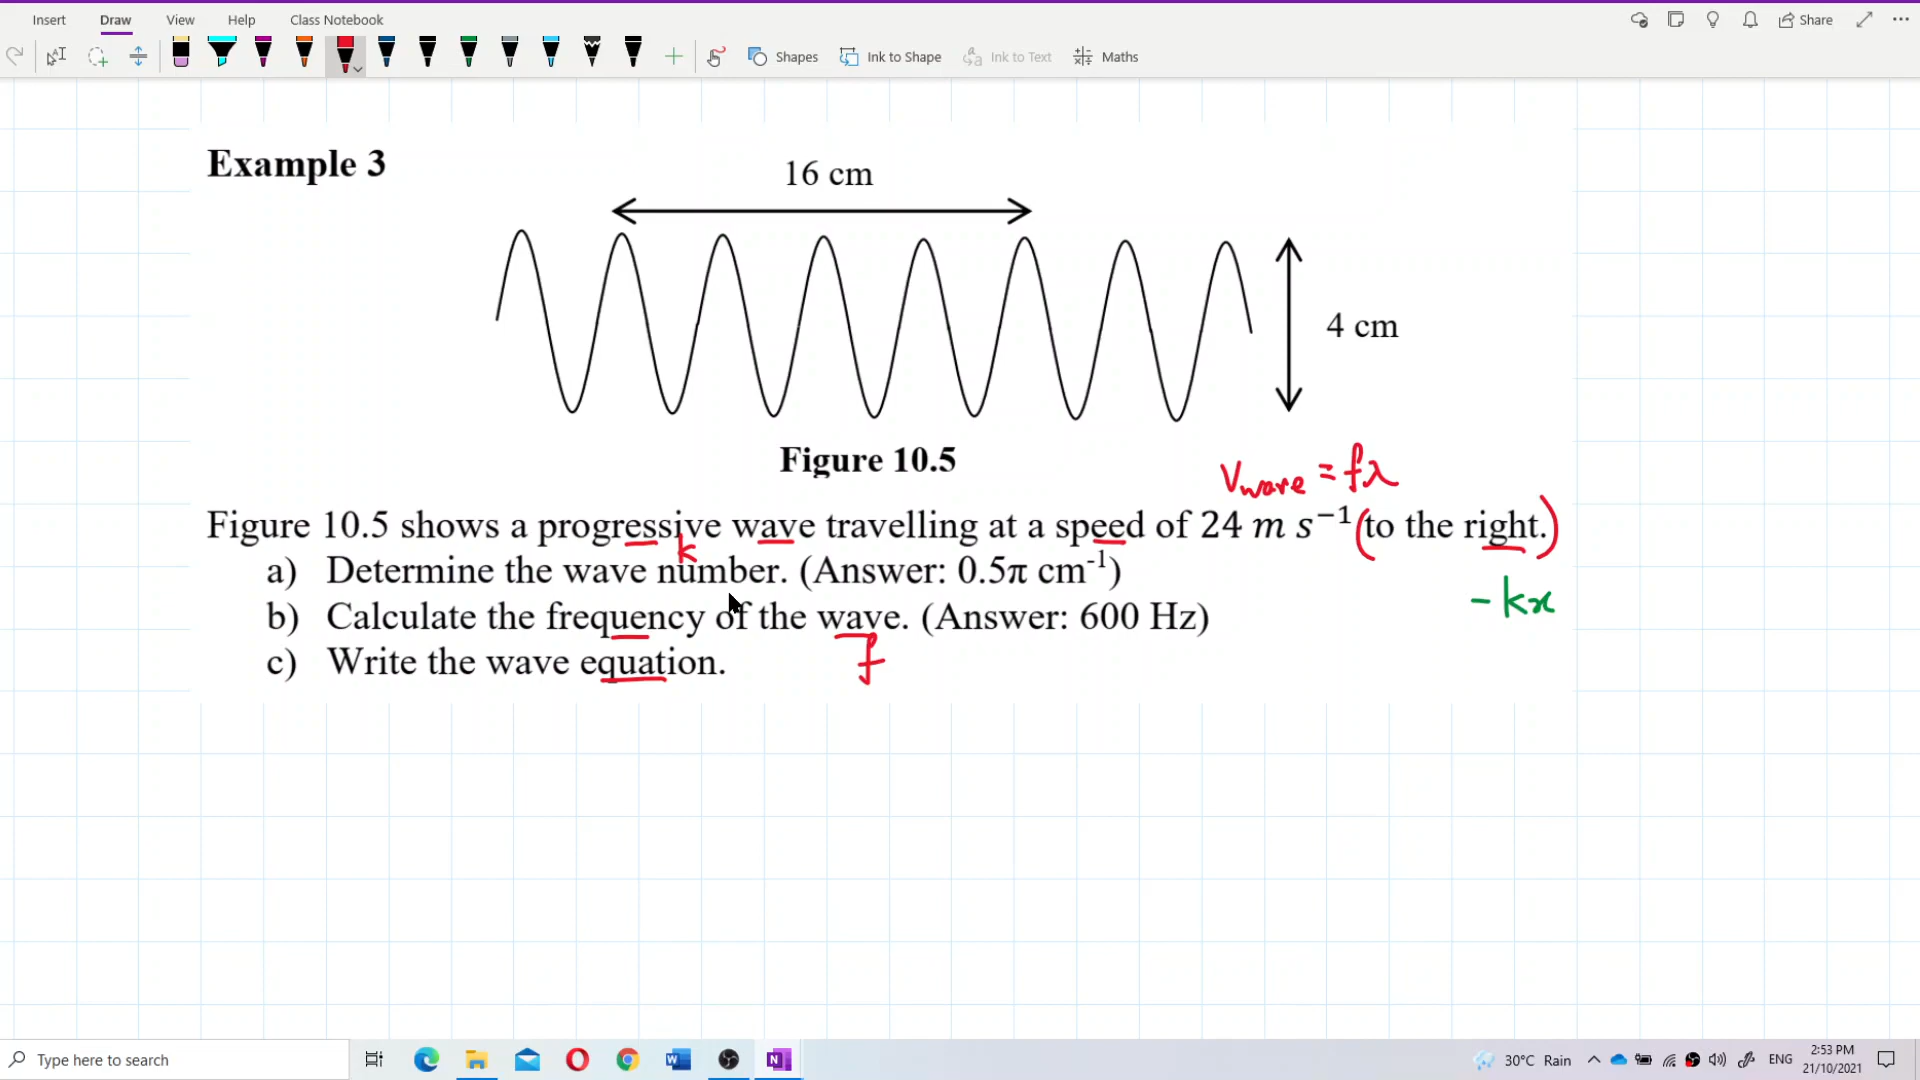 Insert Draw View Help Class Notebook Share
Shapes Ink to Shape Ink to Text Maths
Example 3
16 cm
4 cm
Figure 10.5
Vwave = fλ
Figure 10.5 shows a progressive wave travelling at a speed of 24 m s⁻¹ (to the right.)
k
a) Determine the wave number. (Answer: 0.5π cm⁻¹)
- kx
b) Calculate the frequency of the wave. (Answer: 600 Hz)
f
c) Write the wave equation.
Type here to search
30°C Rain
ENG
2:53 PM
21/10/2021